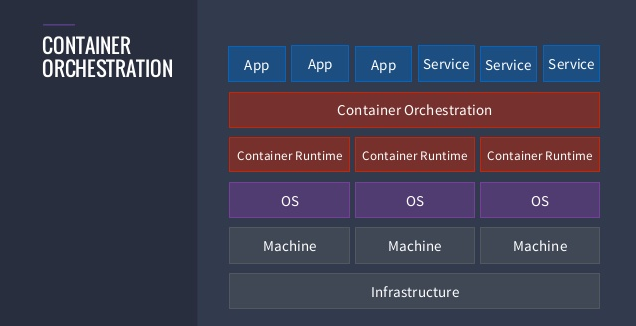 CONTAINER
ORCHESTRATION
App App App Service Service Service
Container Orchestration
Container Runtime Container Runtime Container Runtime
OS OS OS
Machine Machine Machine
Infrastructure